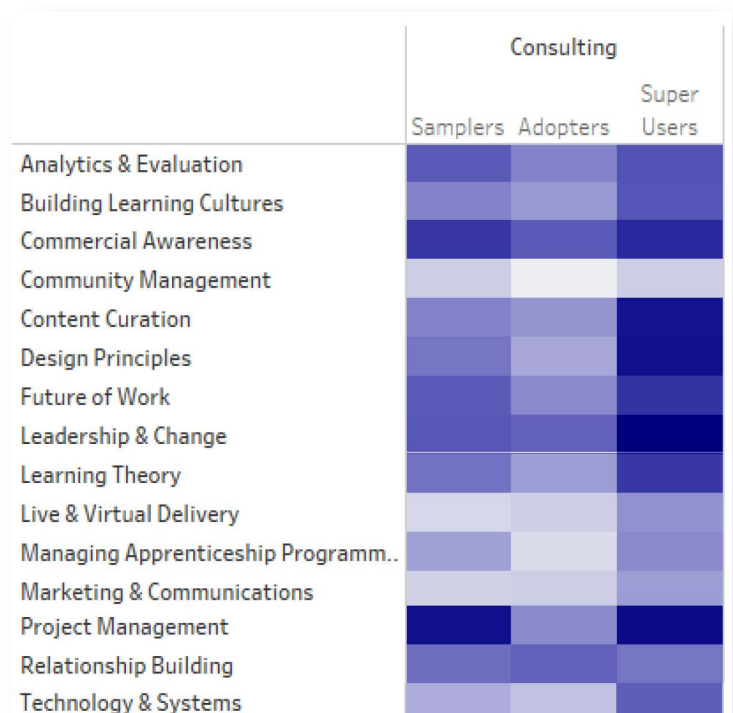 Consulting
Samplers Adopters Super Users
Analytics & Evaluation
Building Learning Cultures
Commercial Awareness
Community Management
Content Curation
Design Principles
Future of Work
Leadership & Change
Learning Theory
Live & Virtual Delivery
Managing Apprenticeship Programm..
Marketing & Communications
Project Management
Relationship Building
Technology & Systems